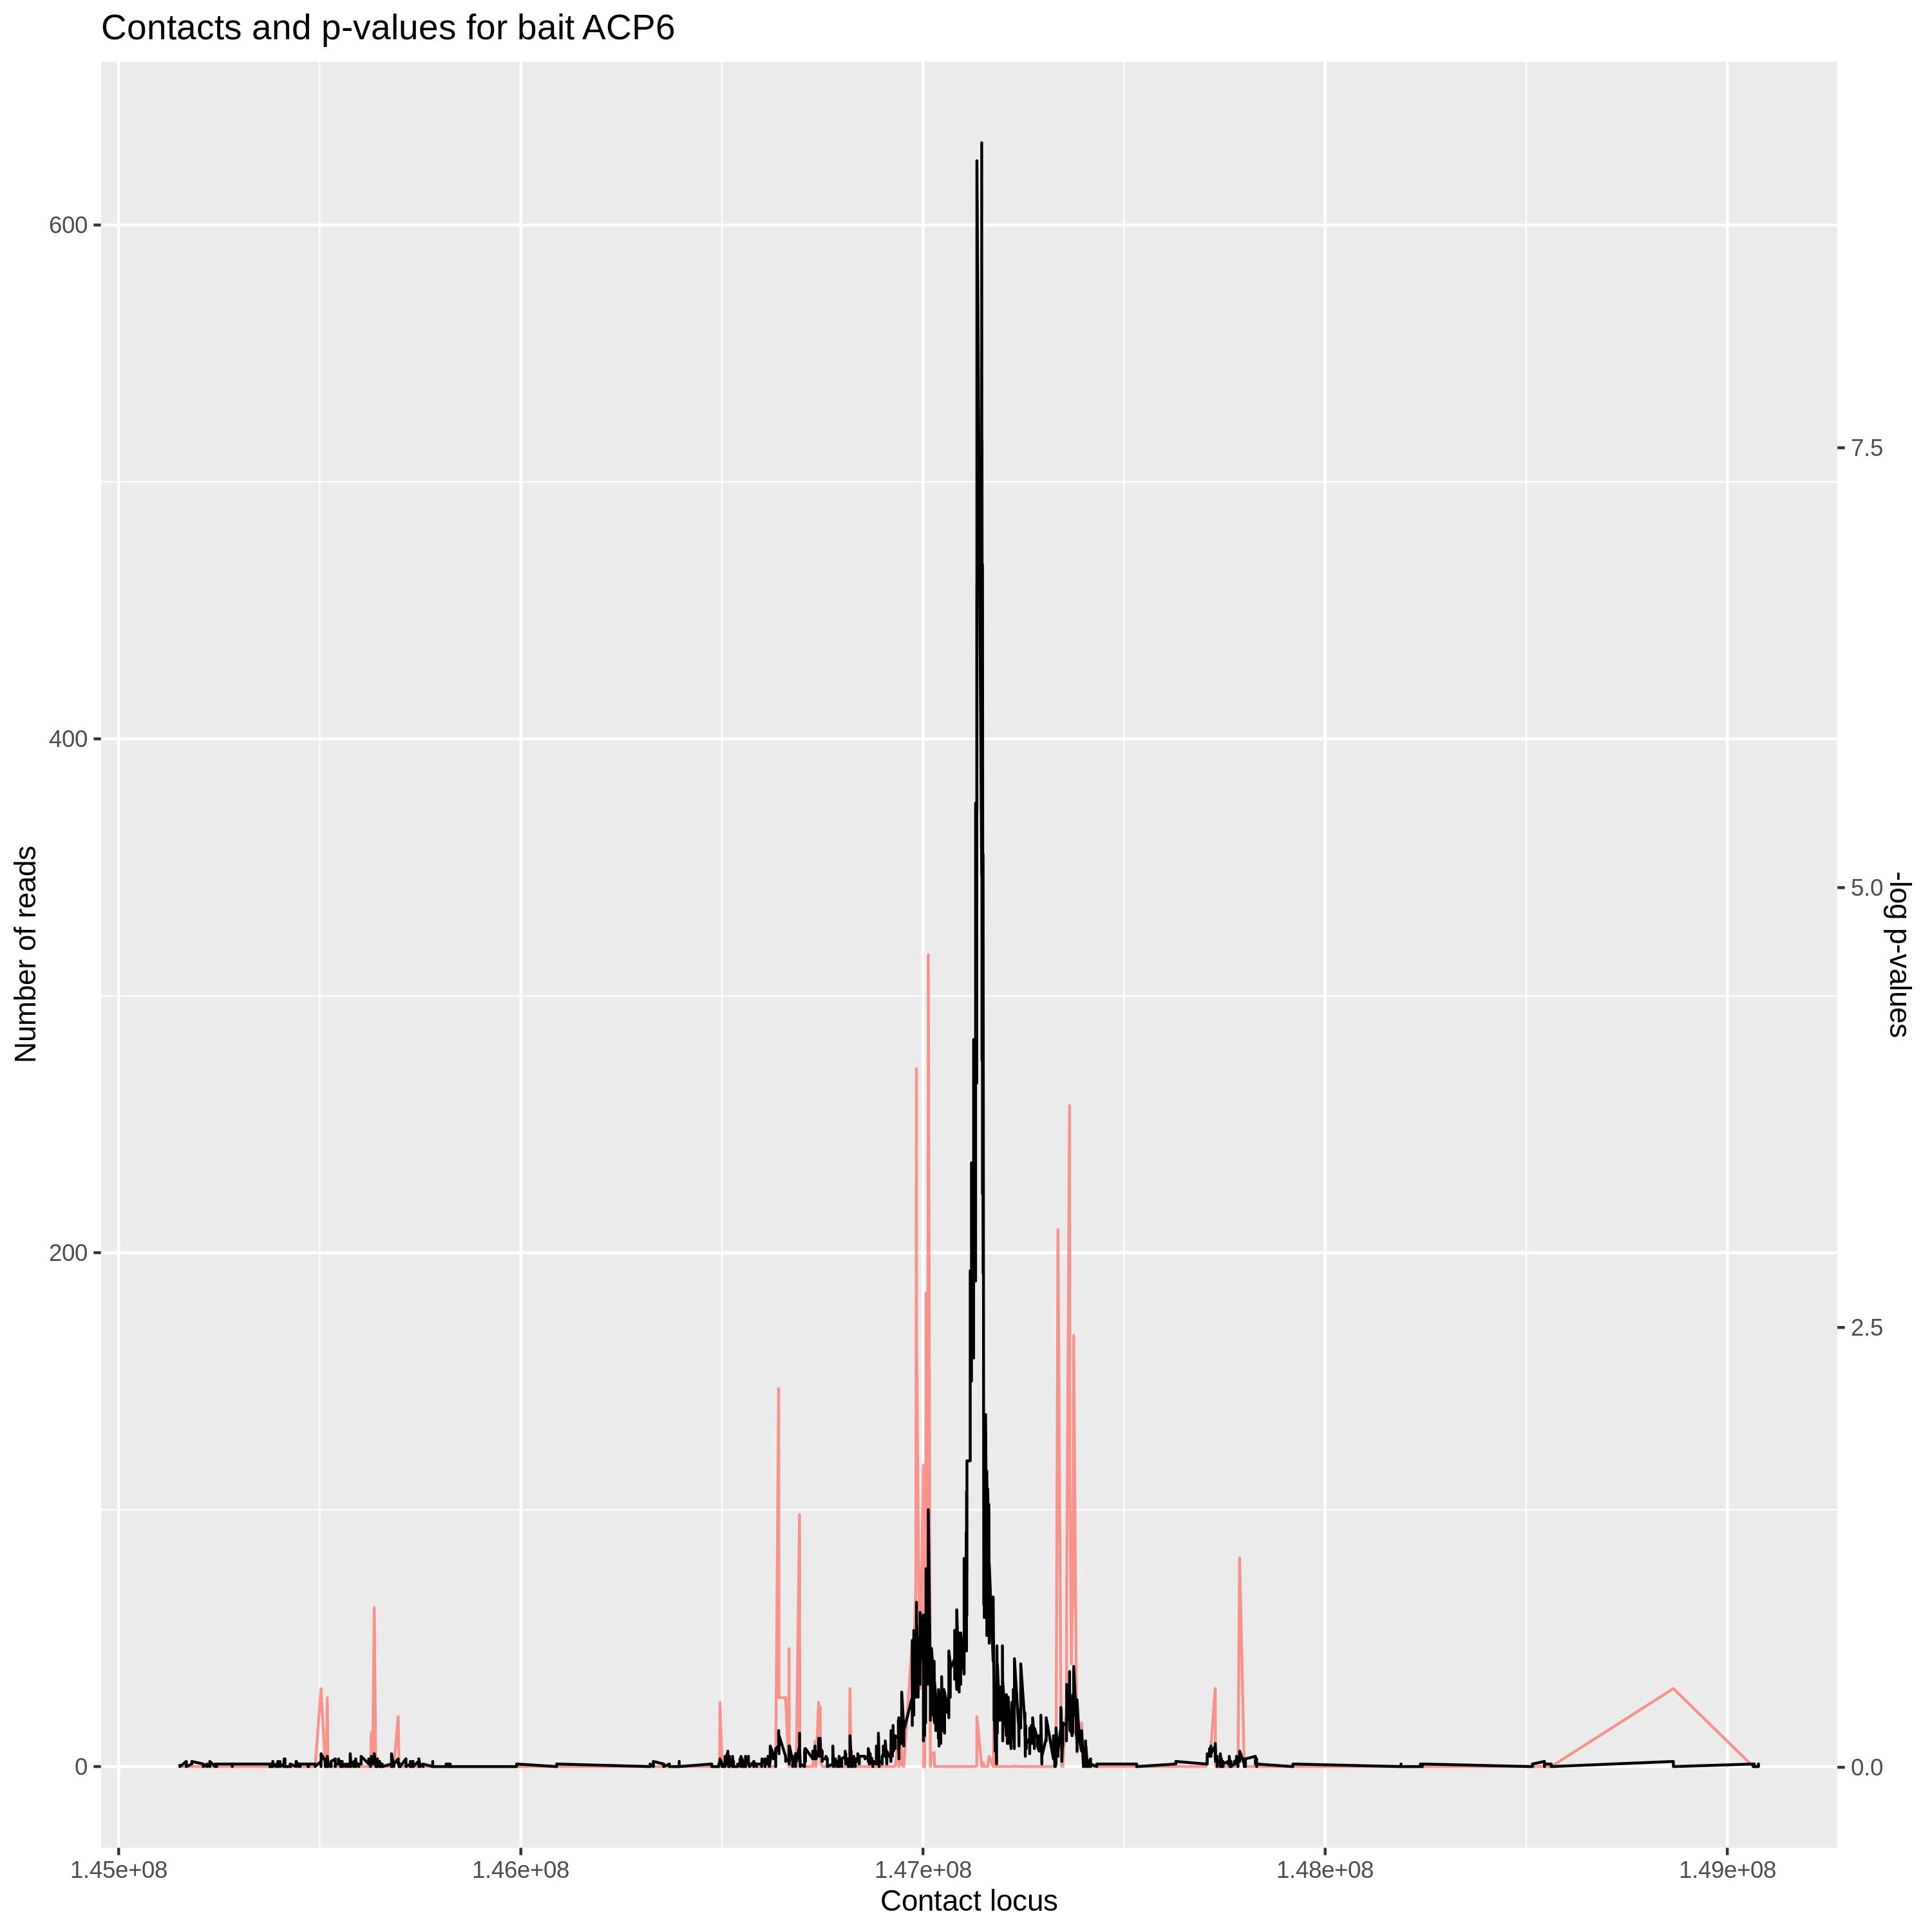 Contacts and p-values for bait ACP6
600
400
200
0
Number of reads
7.5
5.0
2.5
0.0
-log p-values
1.45e+08
1.46e+08
1.47e+08
1.48e+08
1.49e+08
Contact locus